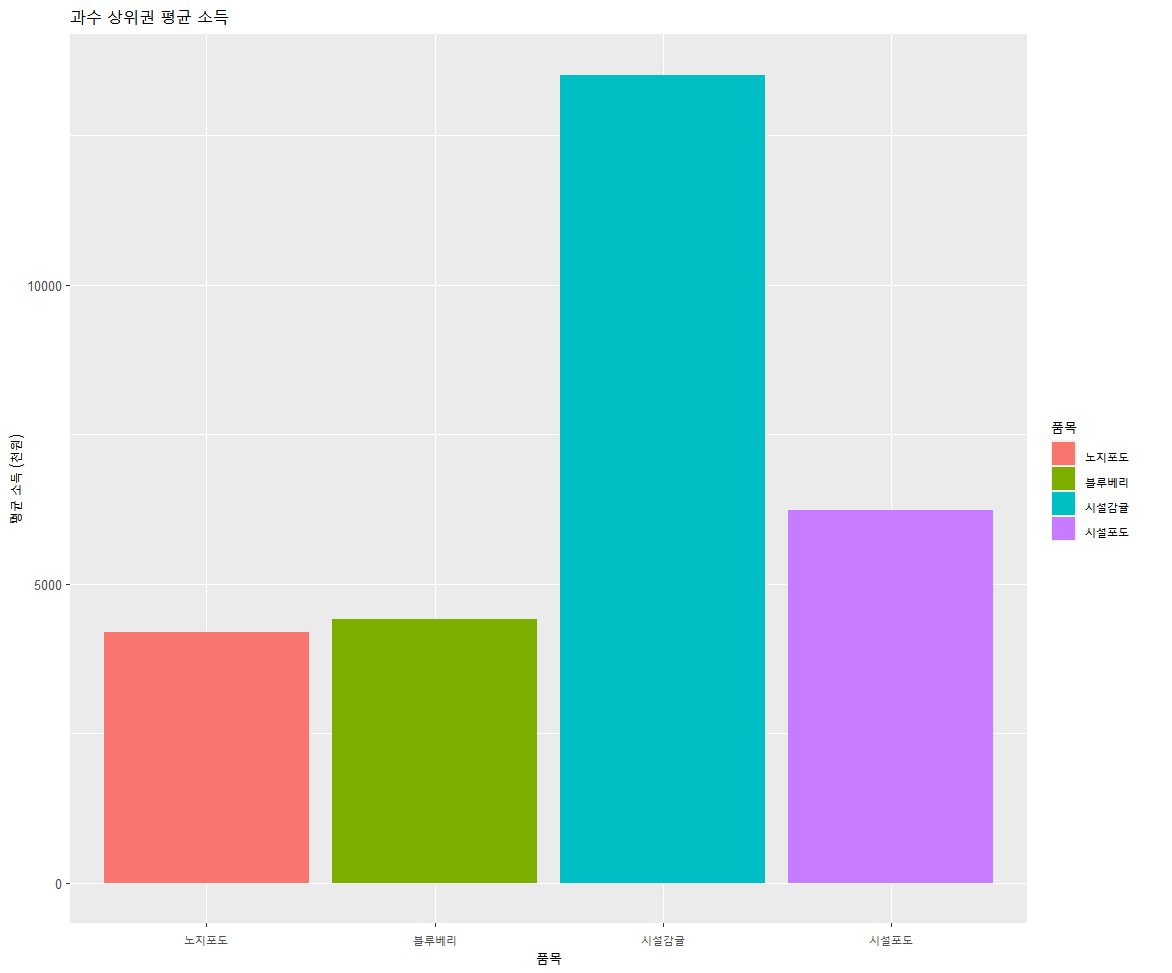 과수 상위권 평균 소득
평균 소득 (천원)
10000
5000
0
노지포도
블루베리
시설감귤
시설포도
품목
품목
노지포도
블루베리
시설감귤
시설포도